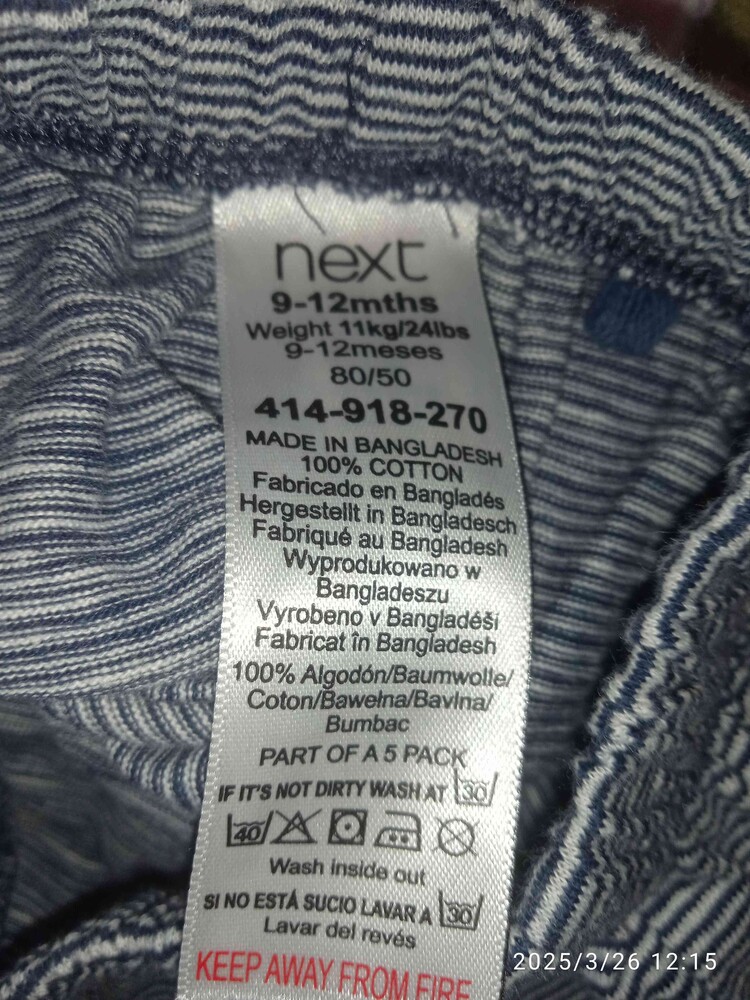 next
9-12mths
Weight 11kg/24lbs
9-12meses
80/50
414-918-270
MADE IN BANGLADESH
100% COTTON
Fabricado en Bangladés
Hergestellt in Bangladesch
Fabriqué au Bangladesh
Wyprodukowano w
Bangladeszu
Vyrobeno v Bangladéši
Fabricat în Bangladesh
100% Algodón/Baumwolle/
Coton/Bawełna/Bavlna/
Bumbac
PART OF A 5 PACK
IF IT'S NOT DIRTY WASH AT 30
40
Wash inside out
SI NO ESTÁ SUCIO LAVAR A 30
Lavar del revés
KEEP AWAY FROM FIRE
2025/3/26 12:15